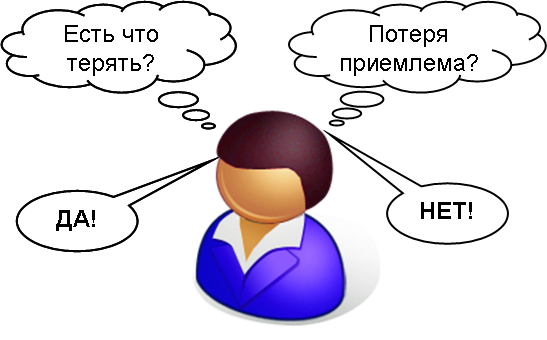 Есть что
терять?
Потеря
приемлема?
ДА!
НЕТ!